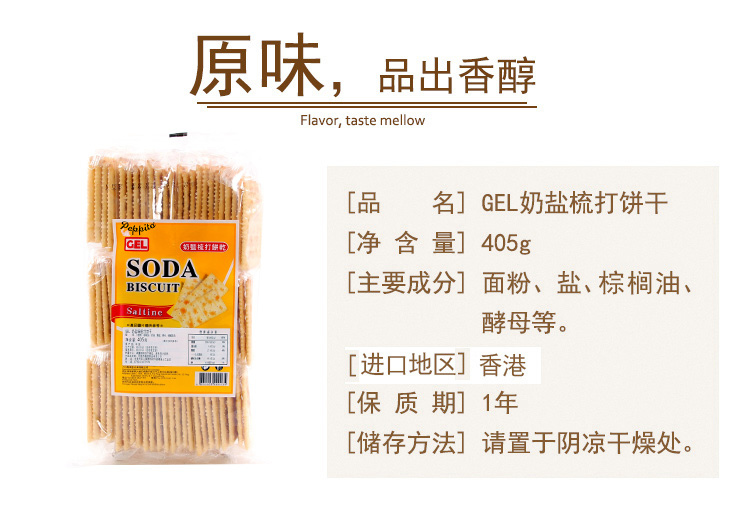 原味，品出香醇
Flavor, taste mellow
Peppito
GEL
奶鹽梳打餅乾
SODA
BISCUIT
Saltine
[品 名] GEL奶盐梳打饼干
[净 含 量] 405g
[主要成分] 面粉、盐、棕榈油、
酵母等。
[进口地区] 香港
[保 质 期] 1年
[储存方法] 请置于阴凉干燥处。